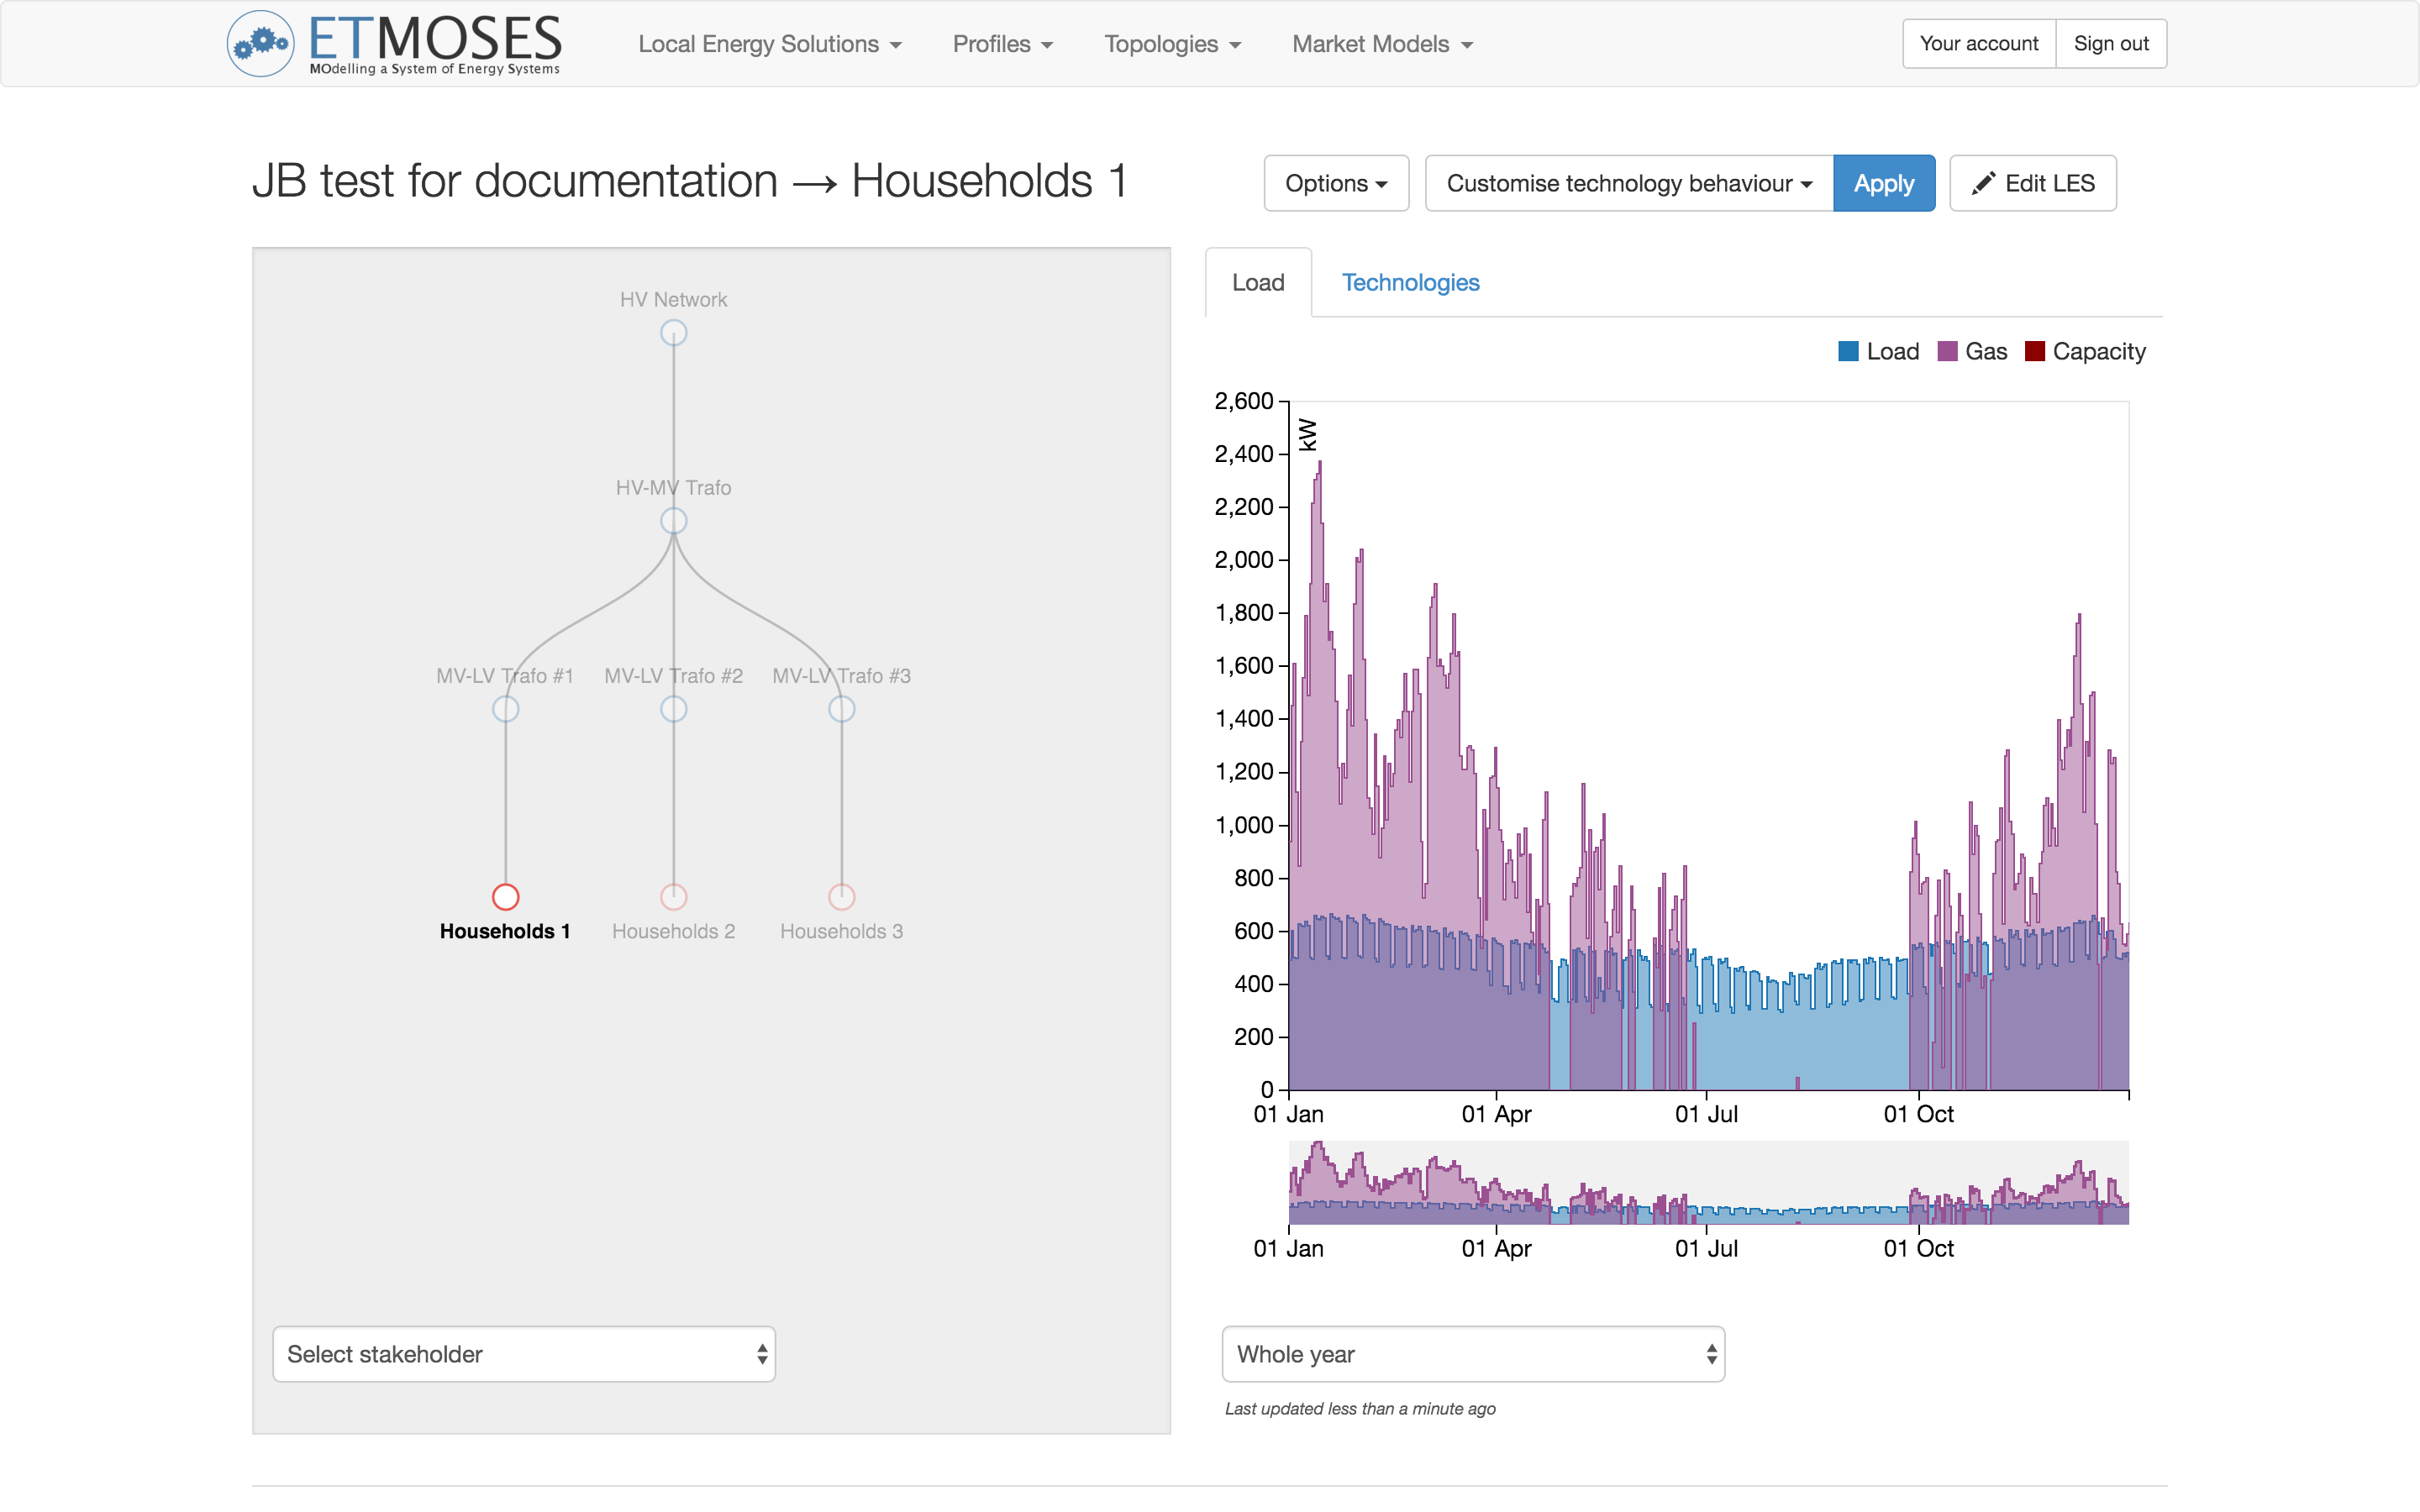 ETMOSES
MOdelling a System of Energy Systems
Local Energy Solutions
Profiles
Topologies
Market Models
Your account
Sign out
JB test for documentation → Households 1
Options
Customise technology behaviour
Apply
Edit LES
HV Network
HV-MV Trafo
MV-LV Trafo #1
MV-LV Trafo #2
MV-LV Trafo #3
Households 1
Households 2
Households 3
Select stakeholder
Load
Technologies
Load
Gas
Capacity
kW
2,600
2,400
2,200
2,000
1,800
1,600
1,400
1,200
1,000
800
600
400
200
0
01 Jan
01 Apr
01 Jul
01 Oct
01 Jan
01 Apr
01 Jul
01 Oct
Whole year
Last updated less than a minute ago